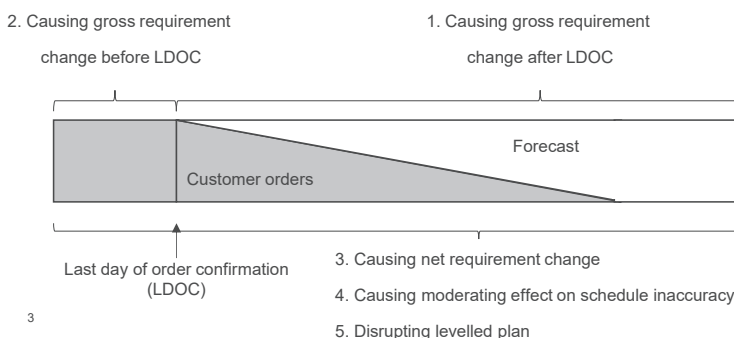 2. Causing gross requirement
change before LDOC
1. Causing gross requirement
change after LDOC
Forecast
Customer orders
Last day of order confirmation
(LDOC)
3. Causing net requirement change
4. Causing moderating effect on schedule inaccuracy
5. Disrupting levelled plan
3